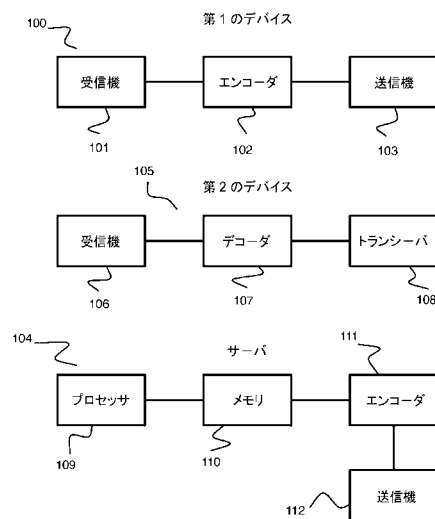 第1のデバイス
100
受信機
エンコーダ
送信機
101
102
103
105
第2のデバイス
受信機
デコーダ
トランシーバ
106
107
108
104
サーバ
111
プロセッサ
メモリ
エンコーダ
109
110
112
送信機